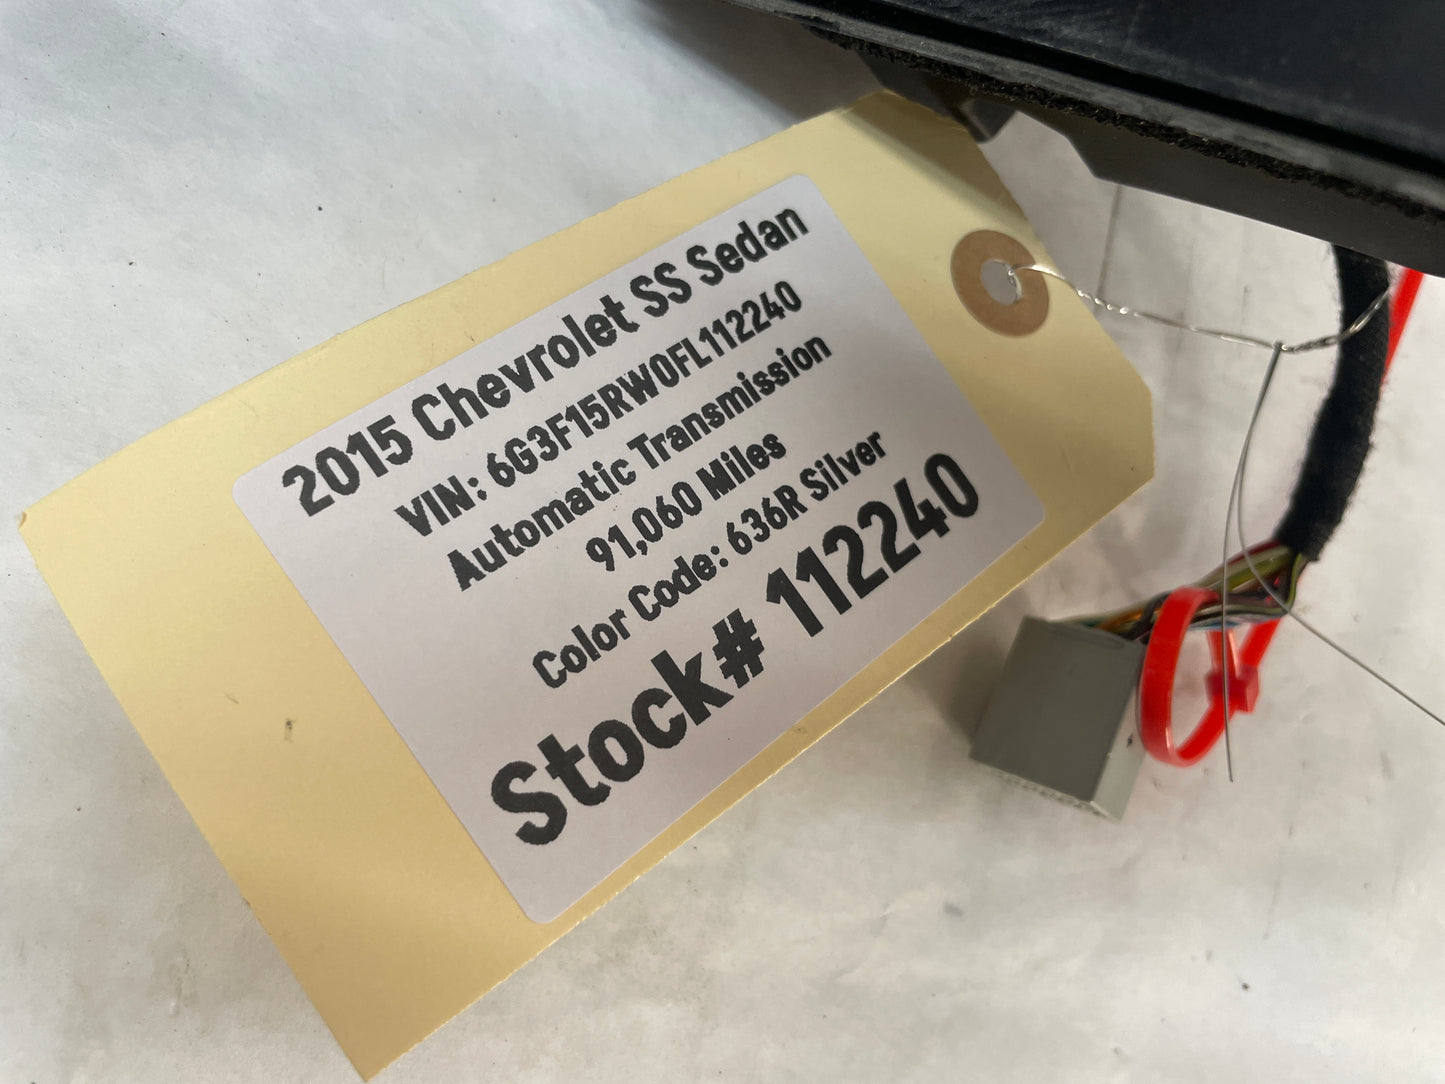 2015 Chevrolet SS Sedan
VIN: 6G3F15RW0FL112240
Automatic Transmission
91,060 Miles
Color Code: 636R Silver
Stock# 112240